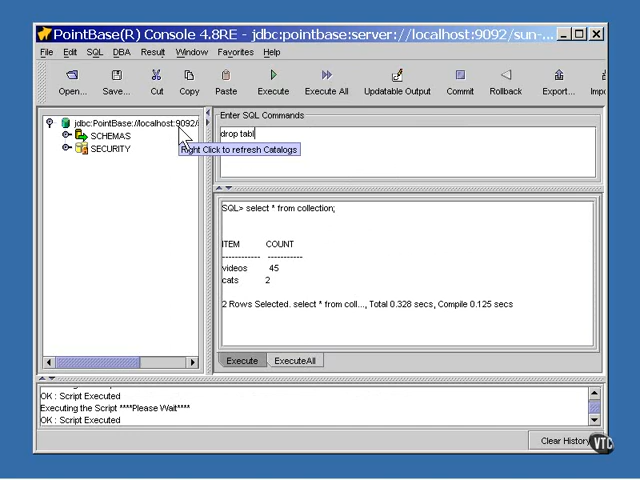 PointBase(R) Console 4.8RE - jdbc:pointbase:server://localhost:9092/sun-...
File Edit SQL DBA Result Window Favorites Help
Open... Save... Cut Copy Paste Execute Execute All Updatable Output Commit Rollback Export... Impo
jdbc:PointBase://localhost:9092/
SCHEMAS
SECURITY
Right Click to refresh Catalogs
Enter SQL Commands
drop tabl
SQL> select * from collection;
ITEM COUNT
------------ -----------
videos 45
cats 2
2 Rows Selected. select * from coll..., Total 0.328 secs, Compile 0.125 secs
Execute ExecuteAll
OK : Script Executed
Executing the Script ****Please Wait****
OK : Script Executed
Clear History
VTC